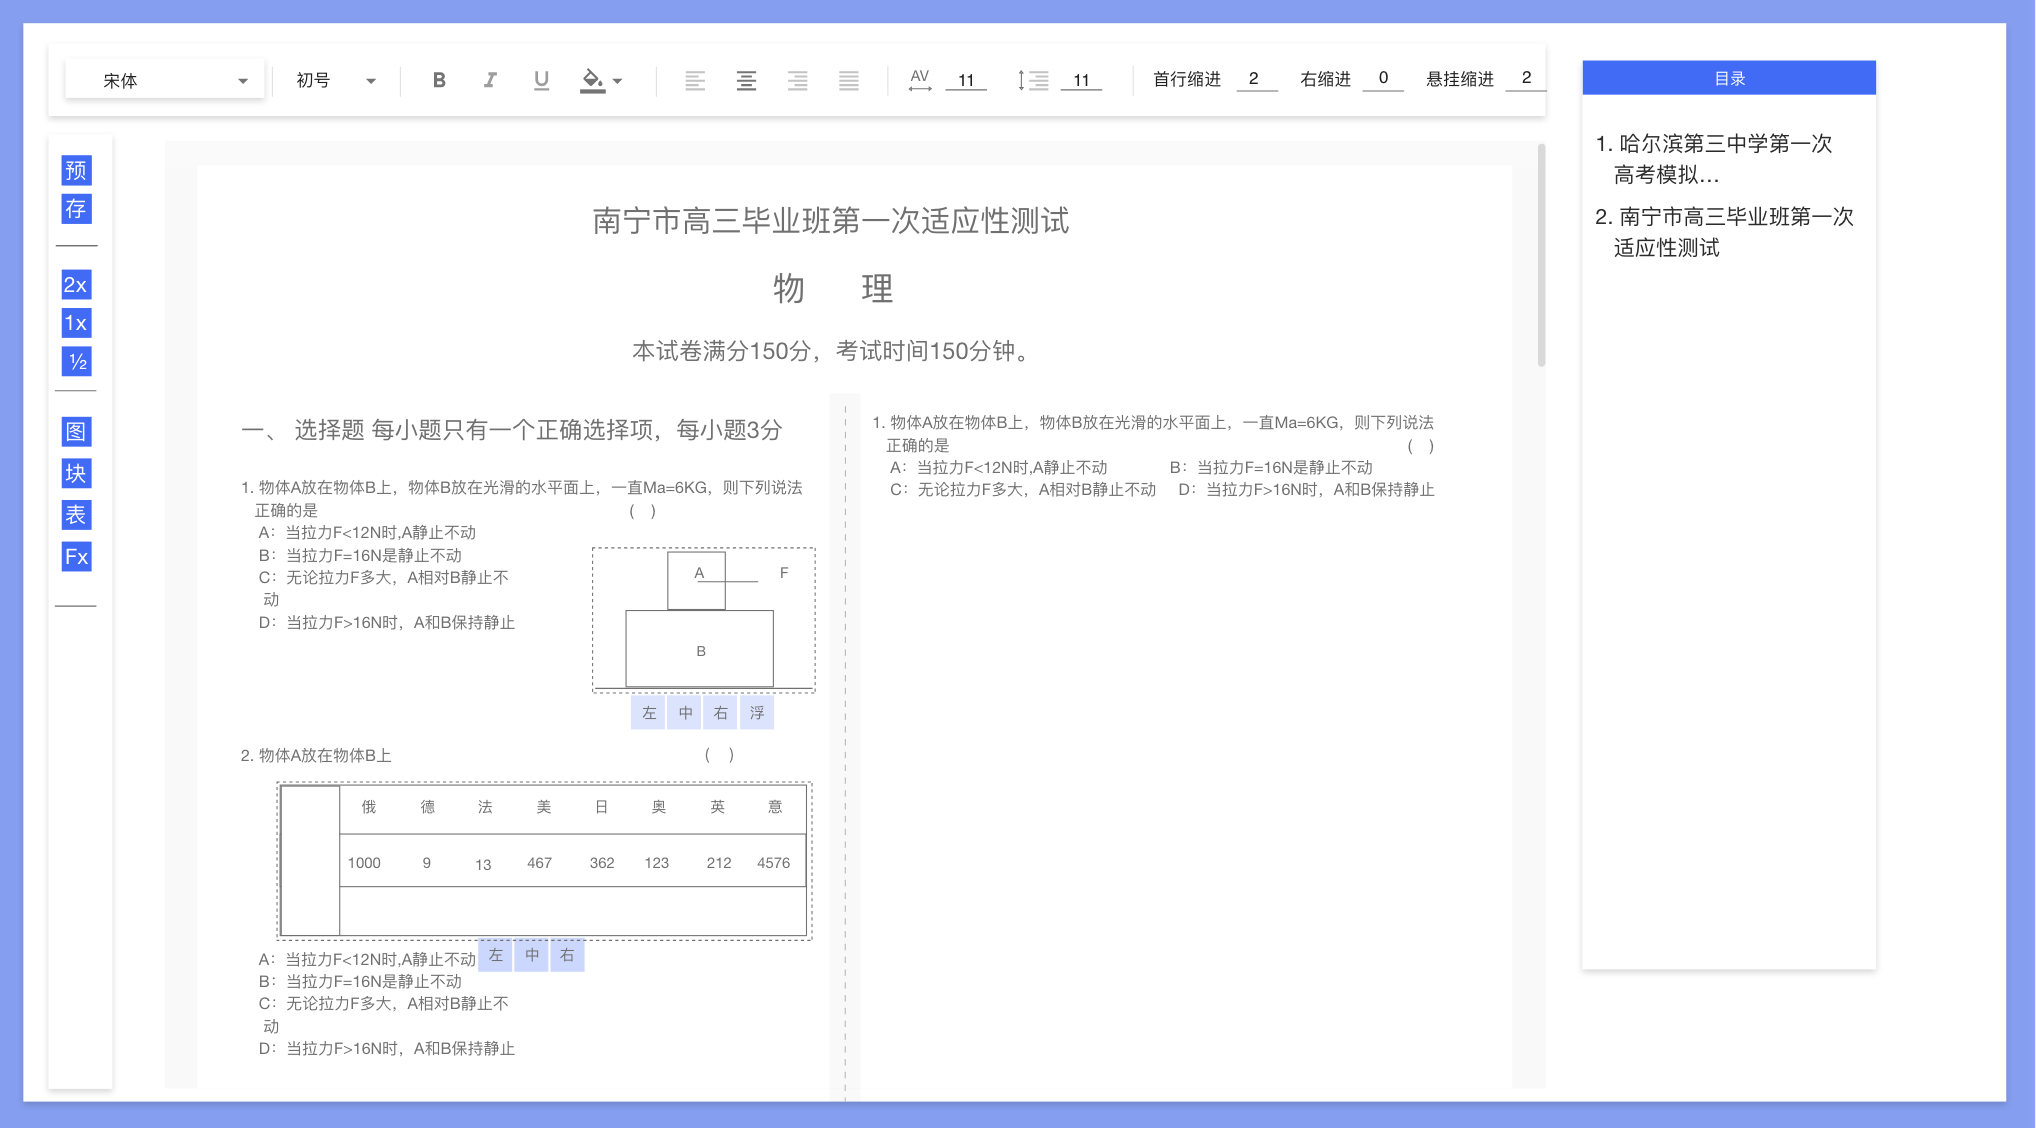 宋体 初号 B I U AV 11 11 首行缩进 2 右缩进 0 悬挂缩进 2
预
存
2x
1x
½
图
块
表
Fx
南宁市高三毕业班第一次适应性测试
物 理
本试卷满分150分，考试时间150分钟。
一、 选择题 每小题只有一个正确选择项，每小题3分
1. 物体A放在物体B上，物体B放在光滑的水平面上，一直Ma=6KG，则下列说法
正确的是 （ ）
A：当拉力F<12N时,A静止不动
B：当拉力F=16N是静止不动
C：无论拉力F多大，A相对B静止不
动
D：当拉力F>16N时，A和B保持静止
A F
B
左 中 右 浮
2. 物体A放在物体B上 （ ）
俄 德 法 美 日 奥 英 意
1000 9 13 467 362 123 212 4576
左 中 右
A：当拉力F<12N时,A静止不动
B：当拉力F=16N是静止不动
C：无论拉力F多大，A相对B静止不
动
D：当拉力F>16N时，A和B保持静止
1. 物体A放在物体B上，物体B放在光滑的水平面上，一直Ma=6KG，则下列说法
正确的是 （ ）
A：当拉力F<12N时,A静止不动 B：当拉力F=16N是静止不动
C：无论拉力F多大，A相对B静止不动 D：当拉力F>16N时，A和B保持静止
目录
1. 哈尔滨第三中学第一次
高考模拟...
2. 南宁市高三毕业班第一次
适应性测试